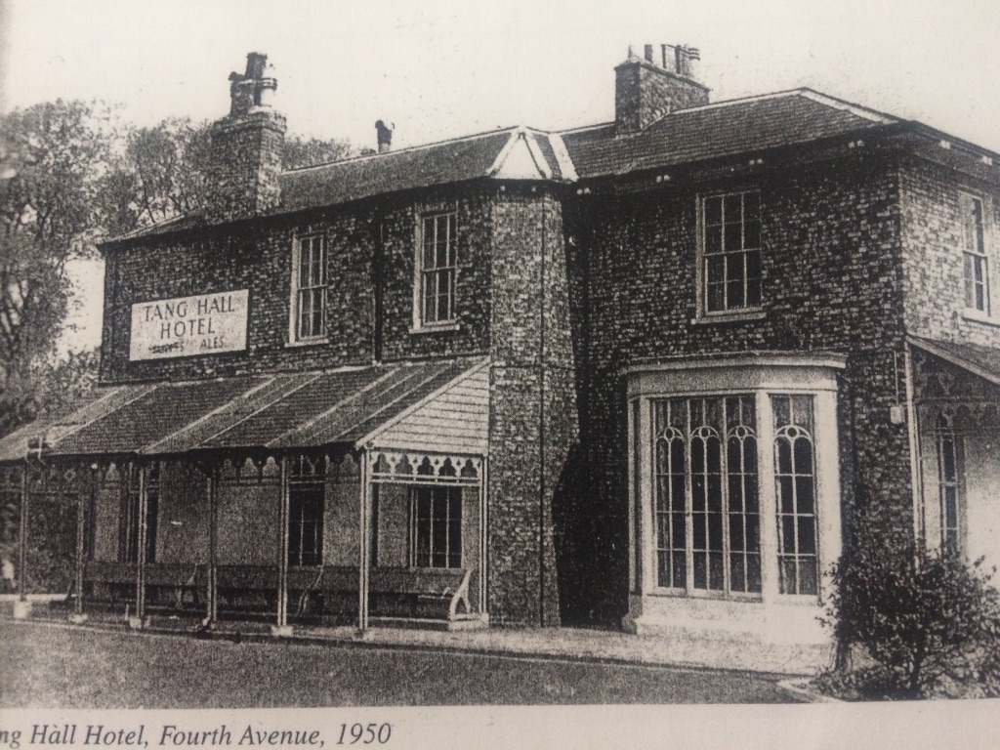 TANG HALL
HOTEL
ALES
ng Hall Hotel, Fourth Avenue, 1950